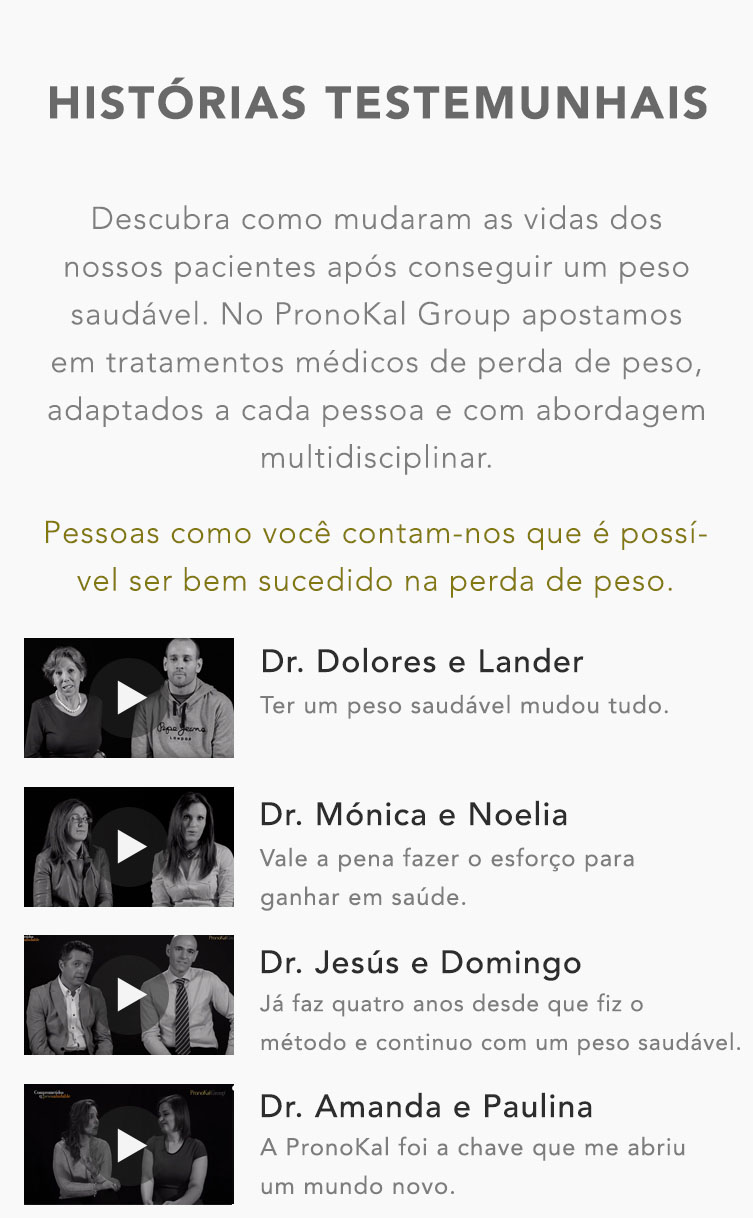 HISTÓRIAS TESTEMUNHAIS
Descubra como mudaram as vidas dos
nossos pacientes após conseguir um peso
saudável. No PronoKal Group apostamos
em tratamentos médicos de perda de peso,
adaptados a cada pessoa e com abordagem
multidisciplinar.
Pessoas como você contam-nos que é possí-
vel ser bem sucedido na perda de peso.
Dr. Dolores e Lander
Ter um peso saudável mudou tudo.
Pepe Jeans
LONDON
Dr. Mónica e Noelia
Vale a pena fazer o esforço para
ganhar em saúde.
Dr. Jesús e Domingo
Já faz quatro anos desde que fiz o
método e continuo com um peso saudável.
PronoKal
Dr. Amanda e Paulina
A PronoKal foi a chave que me abriu
um mundo novo.
PronoKalGroup